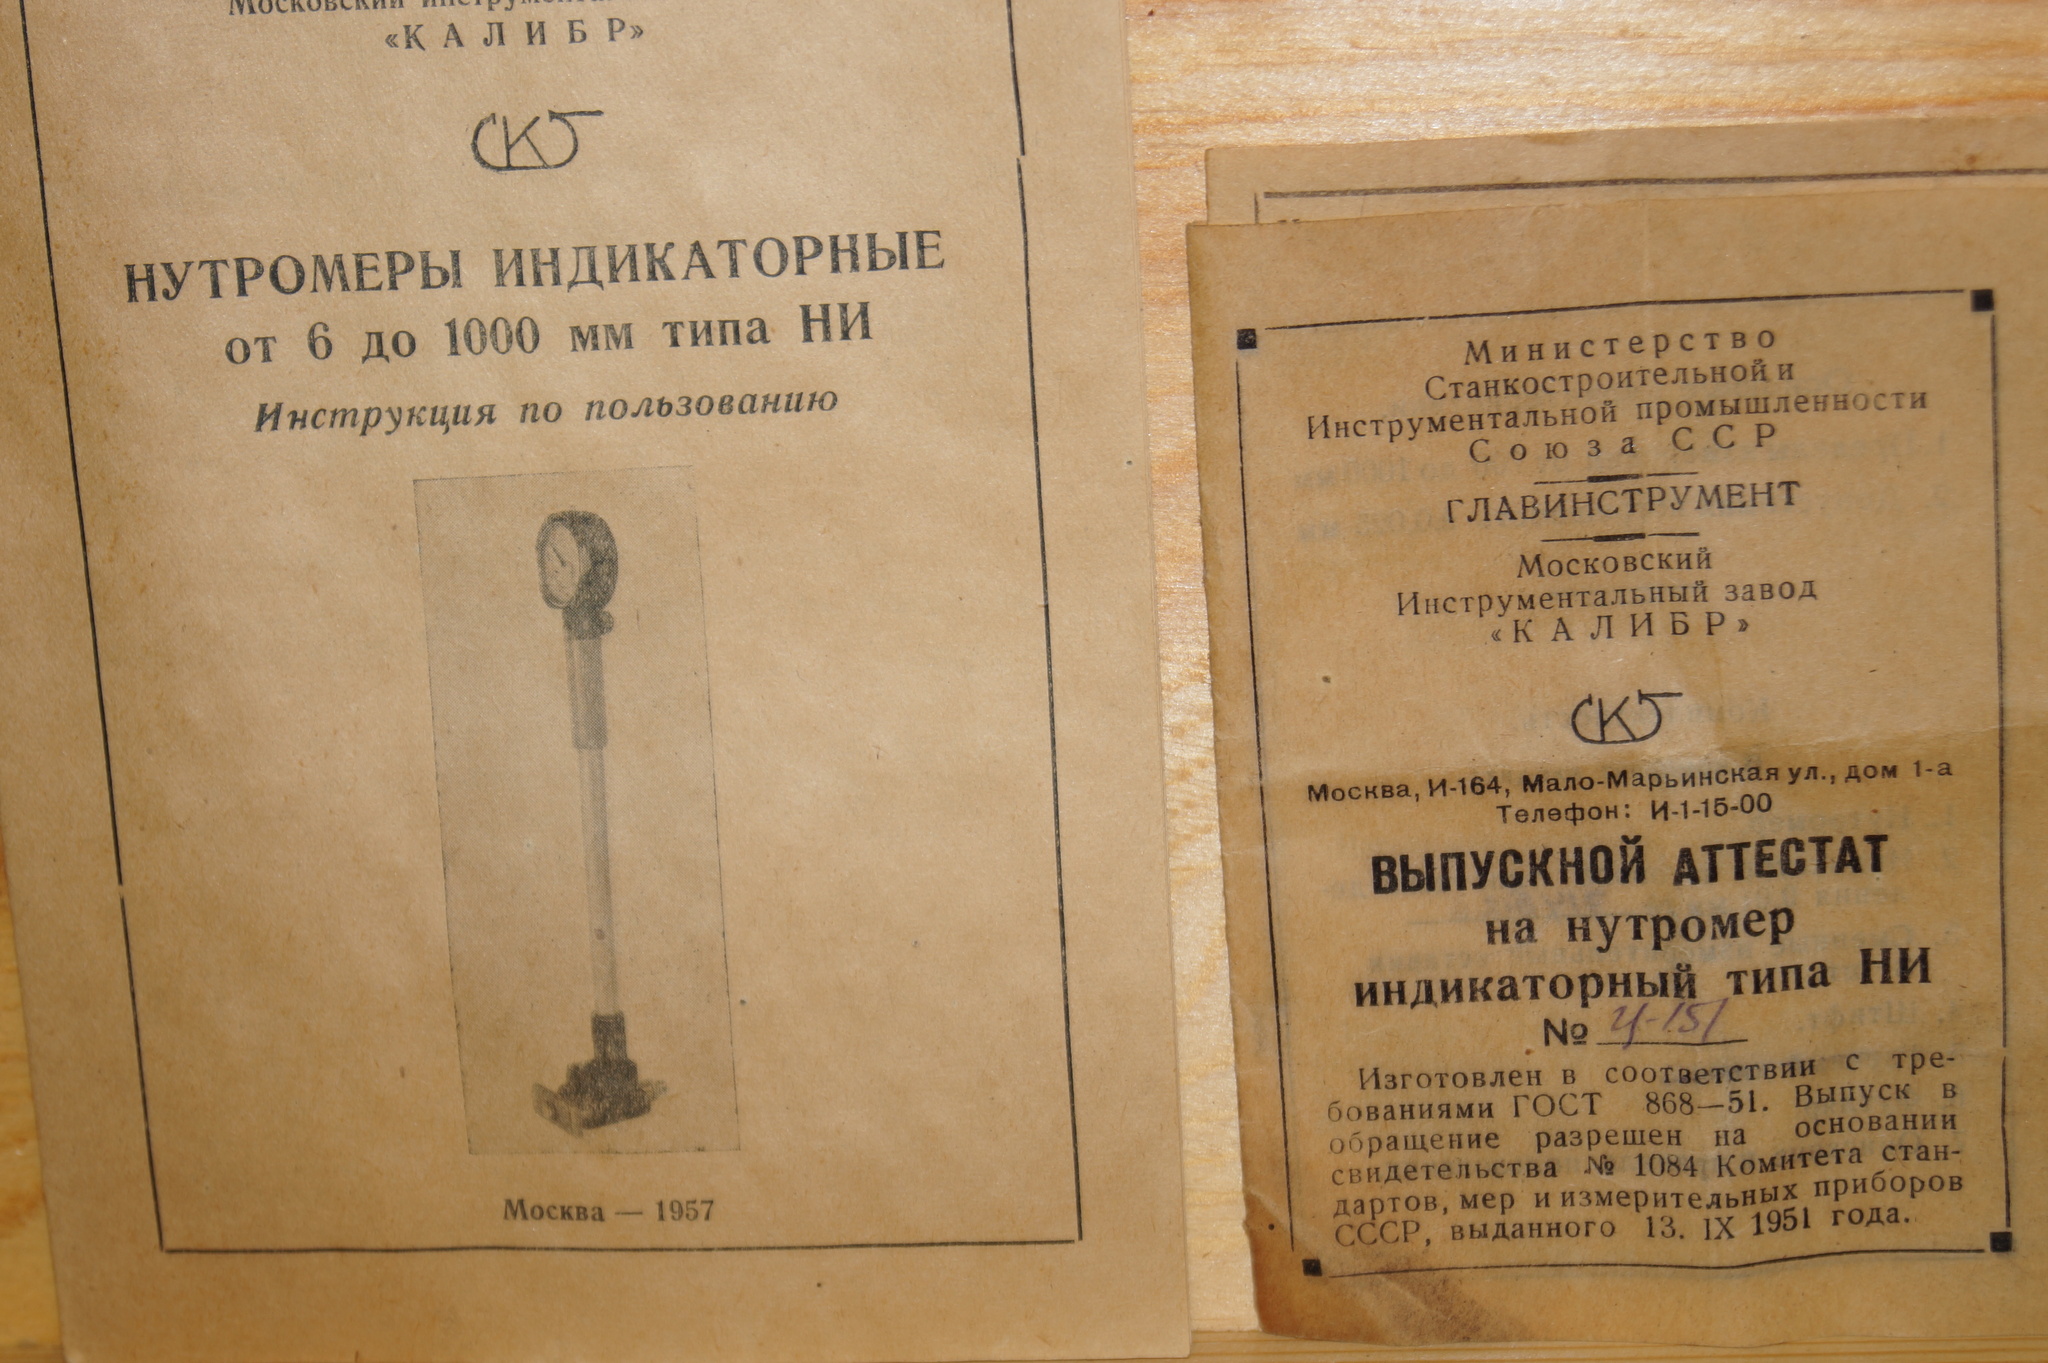 Московский
«КАЛИБР»
СКБ
НУТРОМЕРЫ ИНДИКАТОРНЫЕ
от 6 до 1000 мм типа НИ
Инструкция по пользованию
Москва — 1957
Министерство
Станкостроительной и
Инструментальной промышленности
Союза ССР
ГЛАВИНСТРУМЕНТ
Московский
Инструментальный завод
«КАЛИБР»
СКБ
Москва, И-164, Мало-Марьинская ул., дом 1-а
Телефон: И-1-15-00
ВЫПУСКНОЙ АТТЕСТАТ
на нутромер
индикаторный типа НИ
№
Изготовлен в соответствии с тре-
бованиями ГОСТ 868—51. Выпуск в
обращение разрешен на основании
свидетельства № 1084 Комитета стан-
дартов, мер и измерительных приборов
СССР, выданного 13. IX 1951 года.